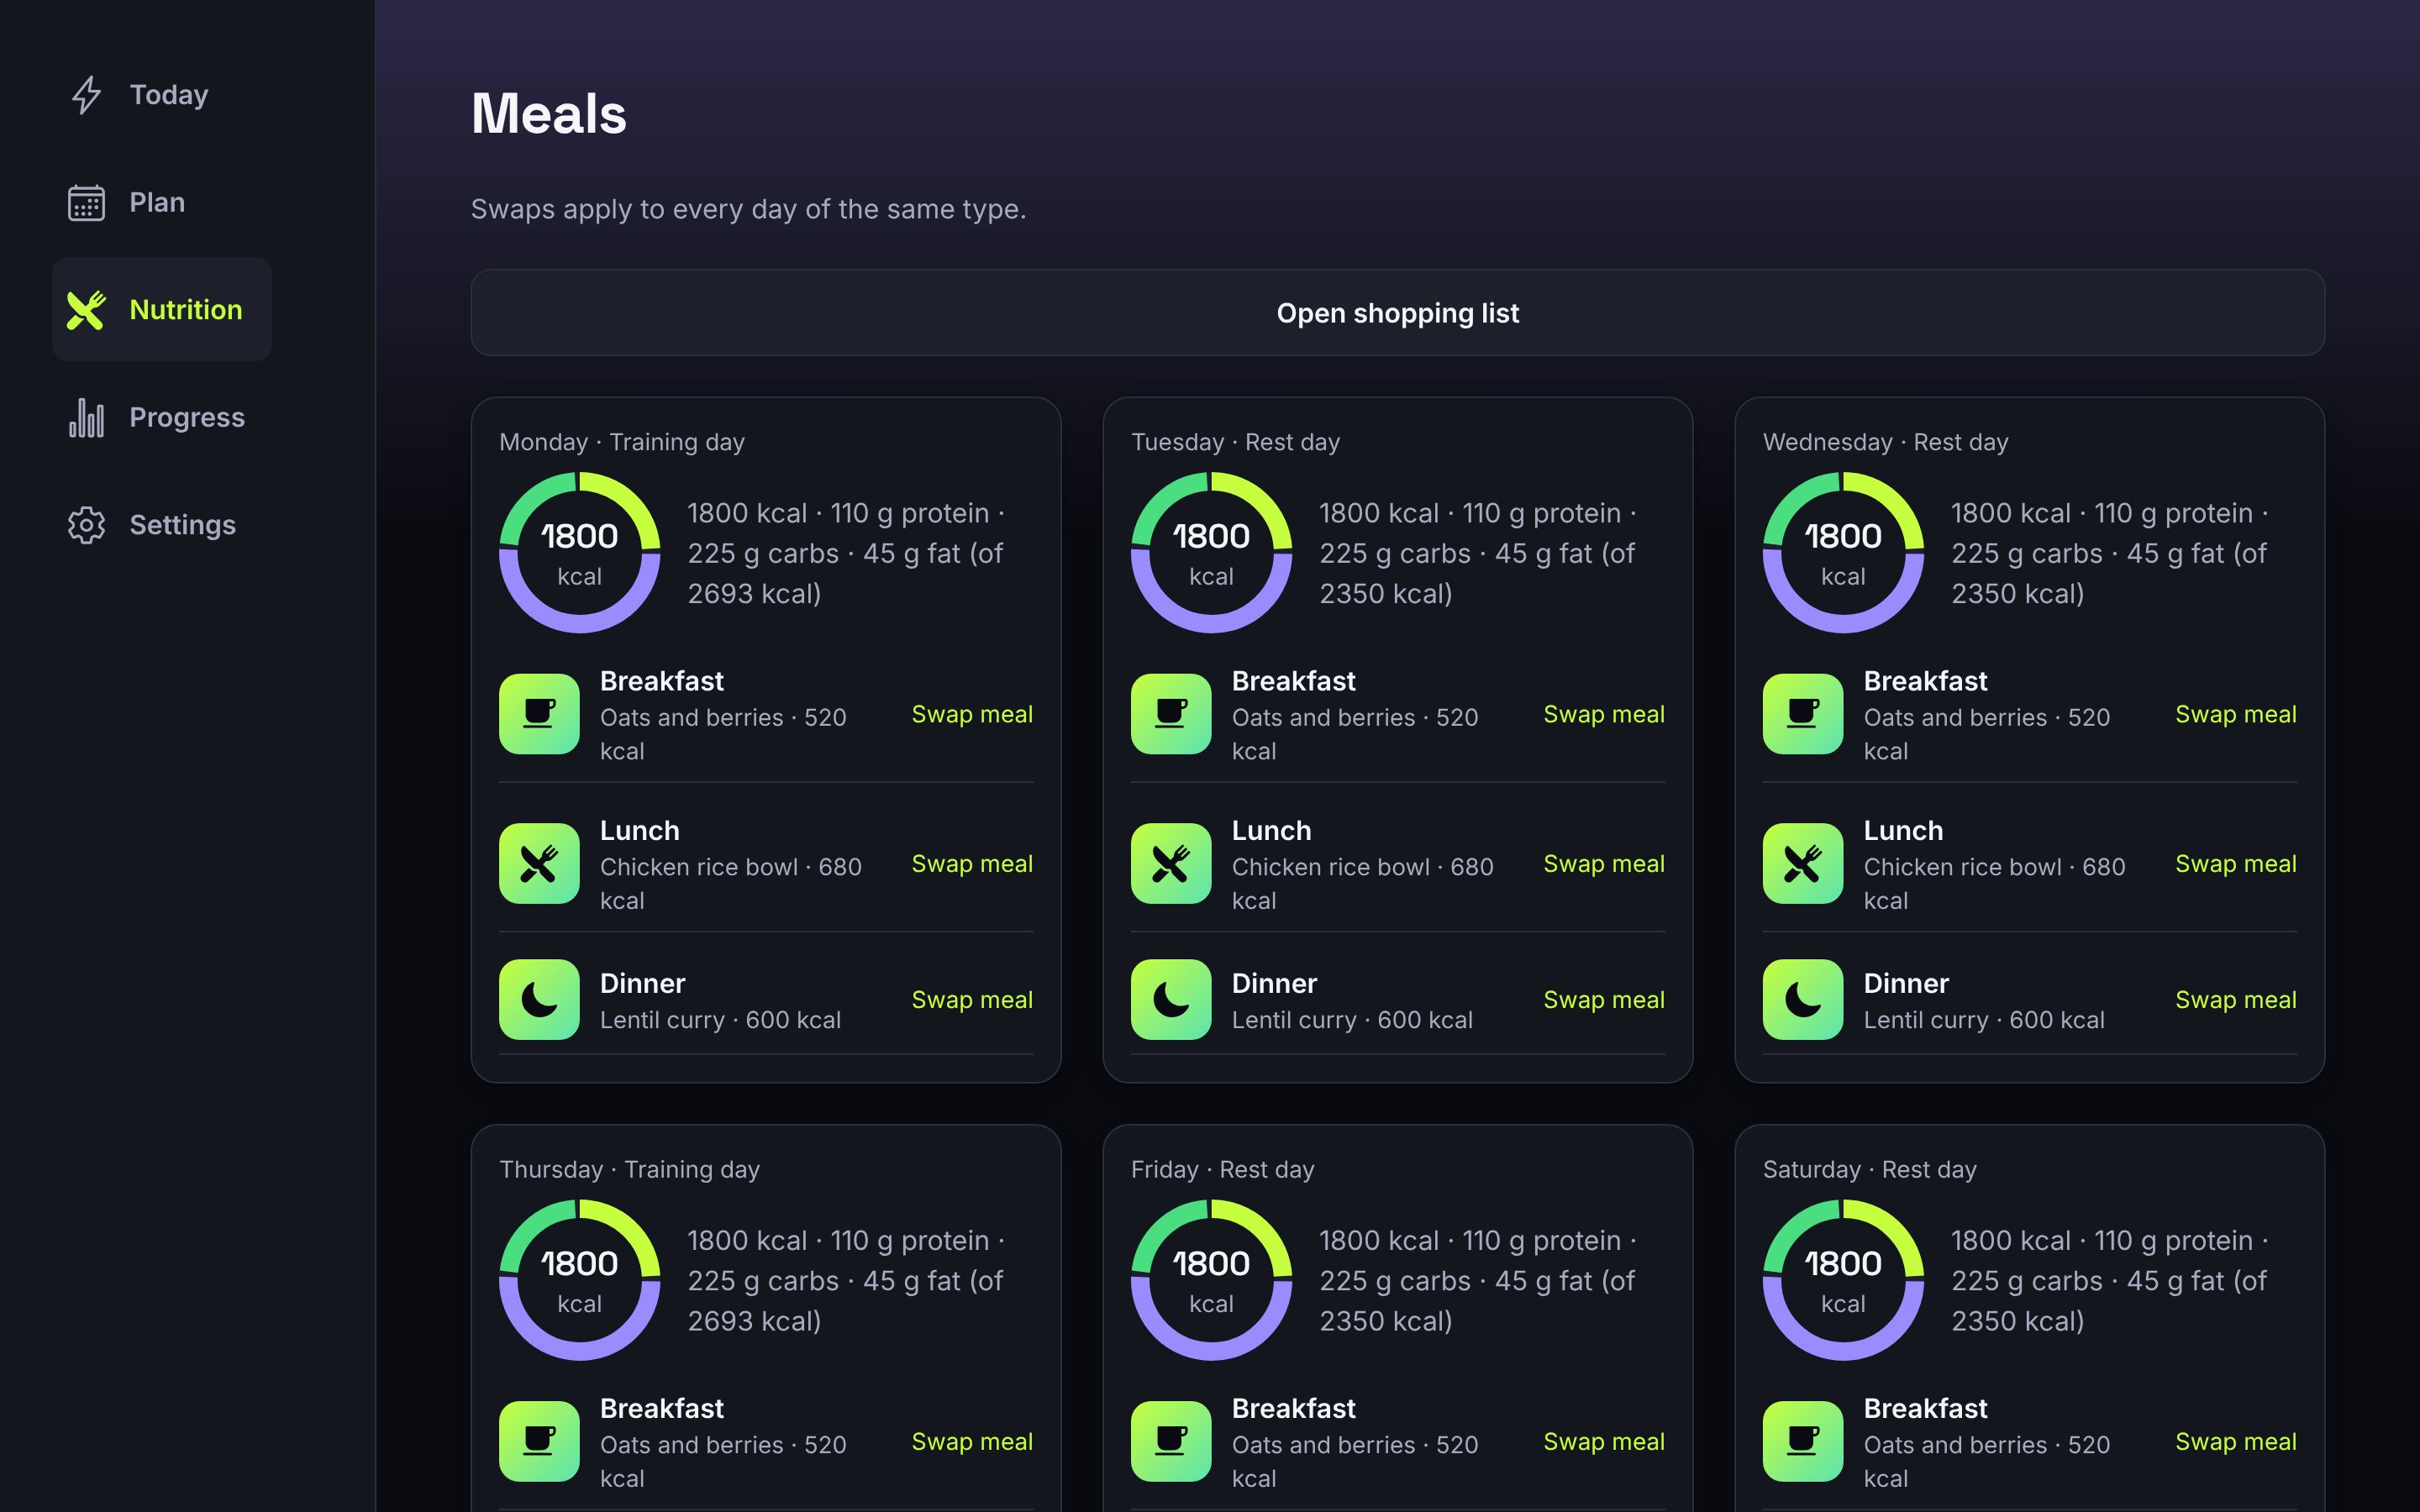 Today
Plan
Nutrition
Progress
Settings
Meals
Swaps apply to every day of the same type.
Open shopping list
Monday · Training day
1800
kcal
1800 kcal · 110 g protein ·
225 g carbs · 45 g fat (of
2693 kcal)
Breakfast
Oats and berries · 520
kcal
Swap meal
Lunch
Chicken rice bowl · 680
kcal
Swap meal
Dinner
Lentil curry · 600 kcal
Swap meal
Tuesday · Rest day
1800
kcal
1800 kcal · 110 g protein ·
225 g carbs · 45 g fat (of
2350 kcal)
Breakfast
Oats and berries · 520
kcal
Swap meal
Lunch
Chicken rice bowl · 680
kcal
Swap meal
Dinner
Lentil curry · 600 kcal
Swap meal
Wednesday · Rest day
1800
kcal
1800 kcal · 110 g protein ·
225 g carbs · 45 g fat (of
2350 kcal)
Breakfast
Oats and berries · 520
kcal
Swap meal
Lunch
Chicken rice bowl · 680
kcal
Swap meal
Dinner
Lentil curry · 600 kcal
Swap meal
Thursday · Training day
1800
kcal
1800 kcal · 110 g protein ·
225 g carbs · 45 g fat (of
2693 kcal)
Breakfast
Oats and berries · 520
kcal
Swap meal
Friday · Rest day
1800
kcal
1800 kcal · 110 g protein ·
225 g carbs · 45 g fat (of
2350 kcal)
Breakfast
Oats and berries · 520
kcal
Swap meal
Saturday · Rest day
1800
kcal
1800 kcal · 110 g protein ·
225 g carbs · 45 g fat (of
2350 kcal)
Breakfast
Oats and berries · 520
kcal
Swap meal